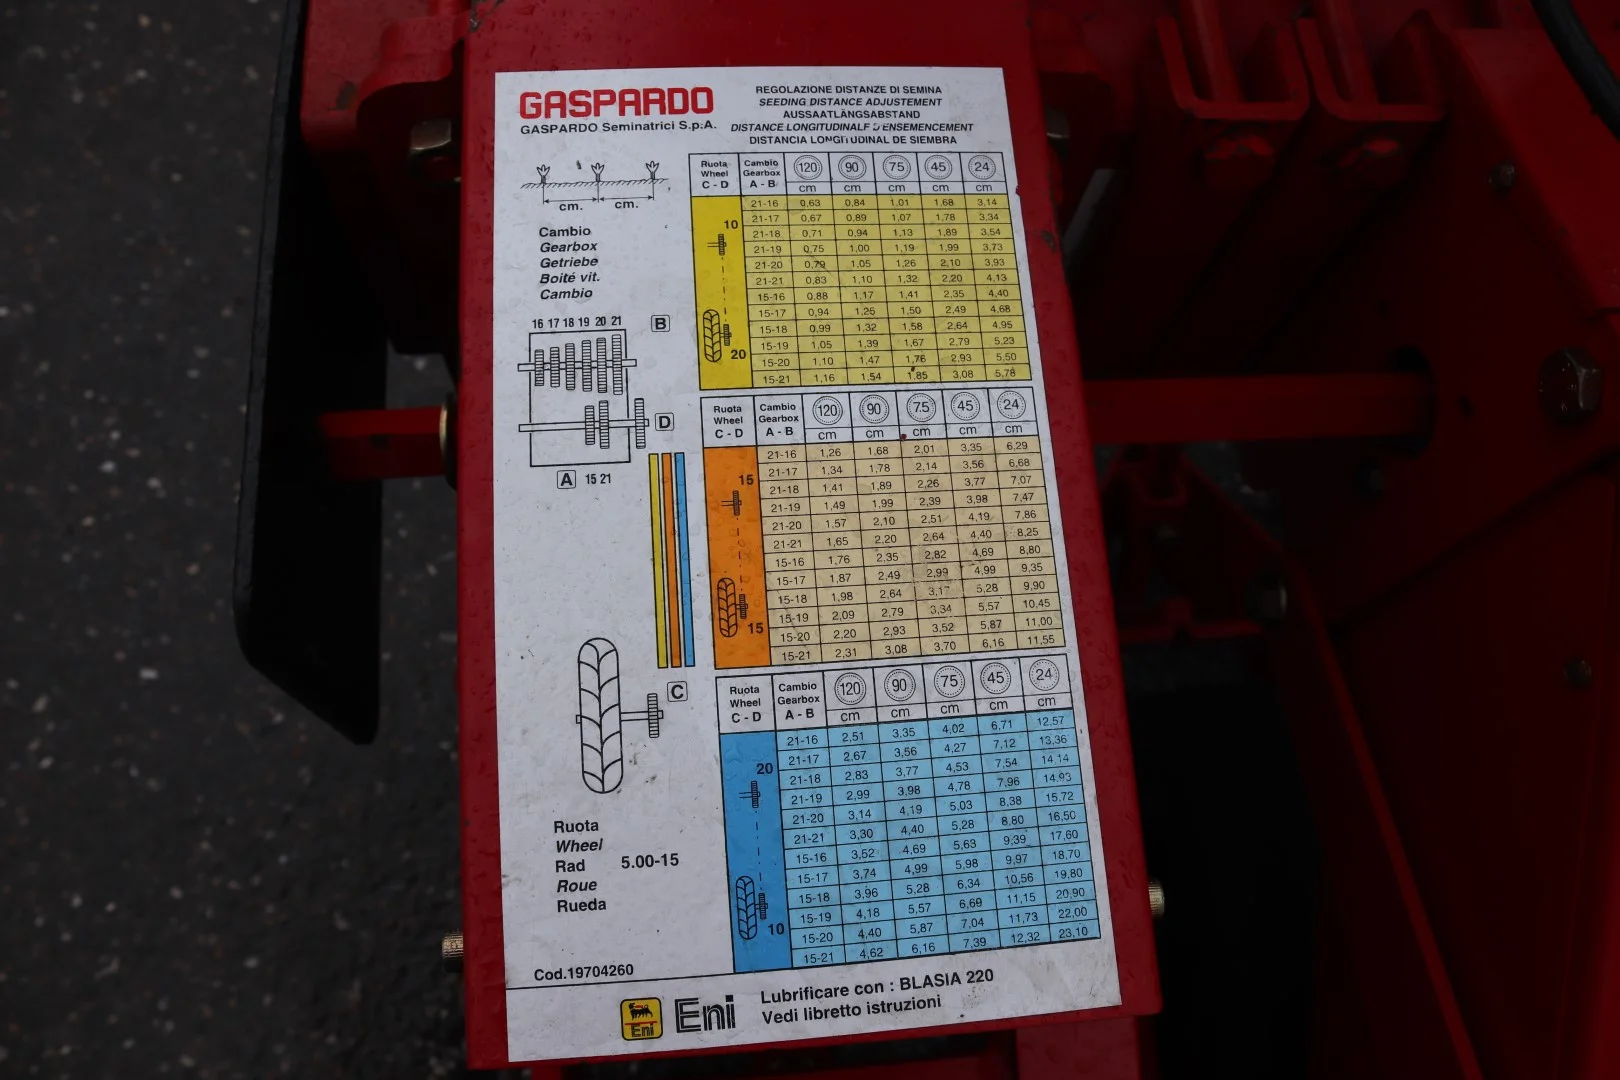 GASPARDO
GASPARDO Seminatrici S.p.A.
REGOLAZIONE DISTANZE DI SEMINA
SEEDING DISTANCE ADJUSTEMENT
AUSSAATLÄNGSABSTAND
DISTANCE LONGITUDINALE D'ENSEMENCEMENT
DISTANCIA LONGITUDINAL DE SIEMBRA
cm. cm.
Cambio
Gearbox
Getriebe
Boité vit.
Cambio
16 17 18 19 20 21
B
D
A 15 21
C
Ruota
Wheel
Rad 5.00-15
Roue
Rueda
Cod.19704260
Ruota Wheel C - D Cambio Gearbox A - B 120 cm 90 cm 75 cm 45 cm 24 cm
10
20
21-16 0,63 0,84 1,01 1,68 3,14
21-17 0,67 0,89 1,07 1,78 3,34
21-18 0,71 0,94 1,13 1,89 3,54
21-19 0,75 1,00 1,19 1,99 3,73
21-20 0,79 1,05 1,26 2,10 3,93
21-21 0,83 1,10 1,32 2,20 4,13
15-16 0,88 1,17 1,41 2,35 4,40
15-17 0,94 1,25 1,50 2,49 4,68
15-18 0,99 1,32 1,58 2,64 4,95
15-19 1,05 1,39 1,67 2,79 5,23
15-20 1,10 1,47 1,76 2,93 5,50
15-21 1,16 1,54 1,85 3,08 5,78
Ruota Wheel C - D Cambio Gearbox A - B 120 cm 90 cm 75 cm 45 cm 24 cm
15
15
21-16 1,26 1,68 2,01 3,35 6,29
21-17 1,34 1,78 2,14 3,56 6,68
21-18 1,41 1,89 2,26 3,77 7,07
21-19 1,49 1,99 2,39 3,98 7,47
21-20 1,57 2,10 2,51 4,19 7,86
21-21 1,65 2,20 2,64 4,40 8,25
15-16 1,76 2,35 2,82 4,69 8,80
15-17 1,87 2,49 2,99 4,99 9,35
15-18 1,98 2,64 3,17 5,28 9,90
15-19 2,09 2,79 3,34 5,57 10,45
15-20 2,20 2,93 3,52 5,87 11,00
15-21 2,31 3,08 3,70 6,16 11,55
Ruota Wheel C - D Cambio Gearbox A - B 120 cm 90 cm 75 cm 45 cm 24 cm
20
10
21-16 2,51 3,35 4,02 6,71 12,57
21-17 2,67 3,56 4,27 7,12 13,36
21-18 2,83 3,77 4,53 7,54 14,14
21-19 2,99 3,98 4,78 7,96 14,93
21-20 3,14 4,19 5,03 8,38 15,72
21-21 3,30 4,40 5,28 8,80 16,50
15-16 3,52 4,69 5,63 9,39 17,60
15-17 3,74 4,99 5,98 9,97 18,70
15-18 3,96 5,28 6,34 10,56 19,80
15-19 4,18 5,57 6,69 11,15 20,90
15-20 4,40 5,87 7,04 11,73 22,00
15-21 4,62 6,16 7,39 12,32 23,10
Eni Eni
Lubrificare con : BLASIA 220
Vedi libretto istruzioni